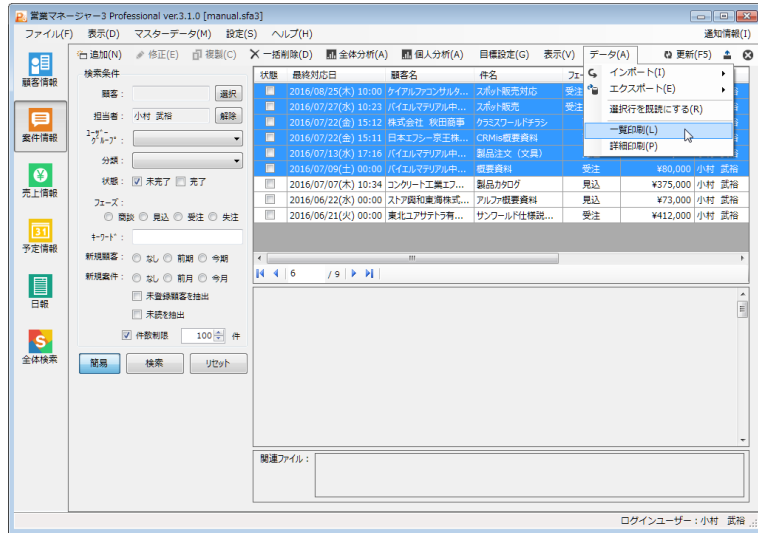 営業マネージャー3 Professional ver.3.1.0 [manual.sfa3]
ファイル(F) 表示(D) マスターデータ(M) 設定(S) ヘルプ(H) 通知情報(I)
追加(N) 修正(E) 複製(C) 一括削除(D) 全体分析(A) 個人分析(A) 目標設定(G) 表示(V) データ(A) 更新(F5)
顧客情報
案件情報
売上情報
予定情報
日報
全体検索
検索条件
顧客： 選択
担当者： 小村 武裕 解除
ユーザーグループ：
分類：
状態： 未完了 完了
フェーズ：
商談 見込 受注 失注
キーワード：
新規顧客： なし 前期 今期
新規案件： なし 前月 今月
未登録顧客を抽出
未読を抽出
件数制限 100 件
簡易 検索 リセット
状態 最終対応日 顧客名 件名
2016/08/25(木) 10:00 ケイアルファコンサルタ... スポット販売対応 受注
2016/07/27(水) 10:23 バイエルマテリアル中... スポット販売 受注
2016/07/22(金) 15:12 株式会社 秋田商事 クラミスワールドチラシ
2016/07/22(金) 15:11 日本エフシー京王株... CRMis概要資料
2016/07/13(水) 17:16 バイエルマテリアル中... 製品注文（文具）
2016/07/09(土) 00:00 バイエルマテリアル中... 概要資料 受注 ¥80,000 小村 武裕
2016/07/07(木) 10:34 コンクリート工業エフ... 製品カタログ 見込 ¥375,000 小村 武裕
2016/06/22(水) 00:00 ストア興和東海株式... アルファ概要資料 見込 ¥73,000 小村 武裕
2016/06/21(火) 00:00 東北ユアサテトラ有... サンワールド仕様説... 受注 ¥412,000 小村 武裕
インポート(I)
エクスポート(E)
選択行を既読にする(R)
一覧印刷(L)
詳細印刷(P)
6 / 9
関連ファイル：
ログインユーザー：小村 武裕